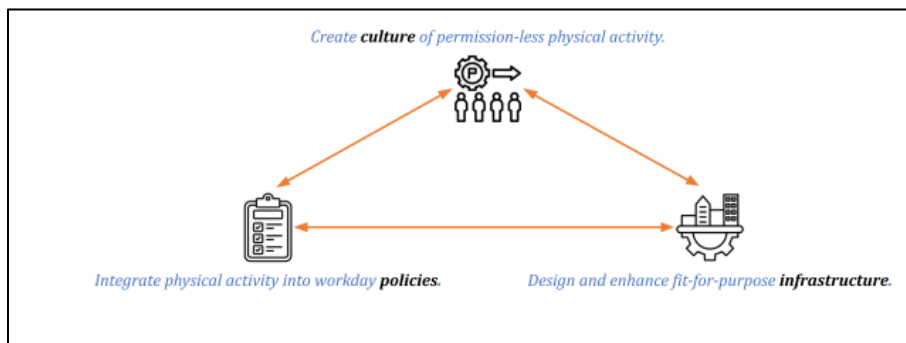 Create culture of permission-less physical activity.
P
Integrate physical activity into workday policies.
Design and enhance fit-for-purpose infrastructure.